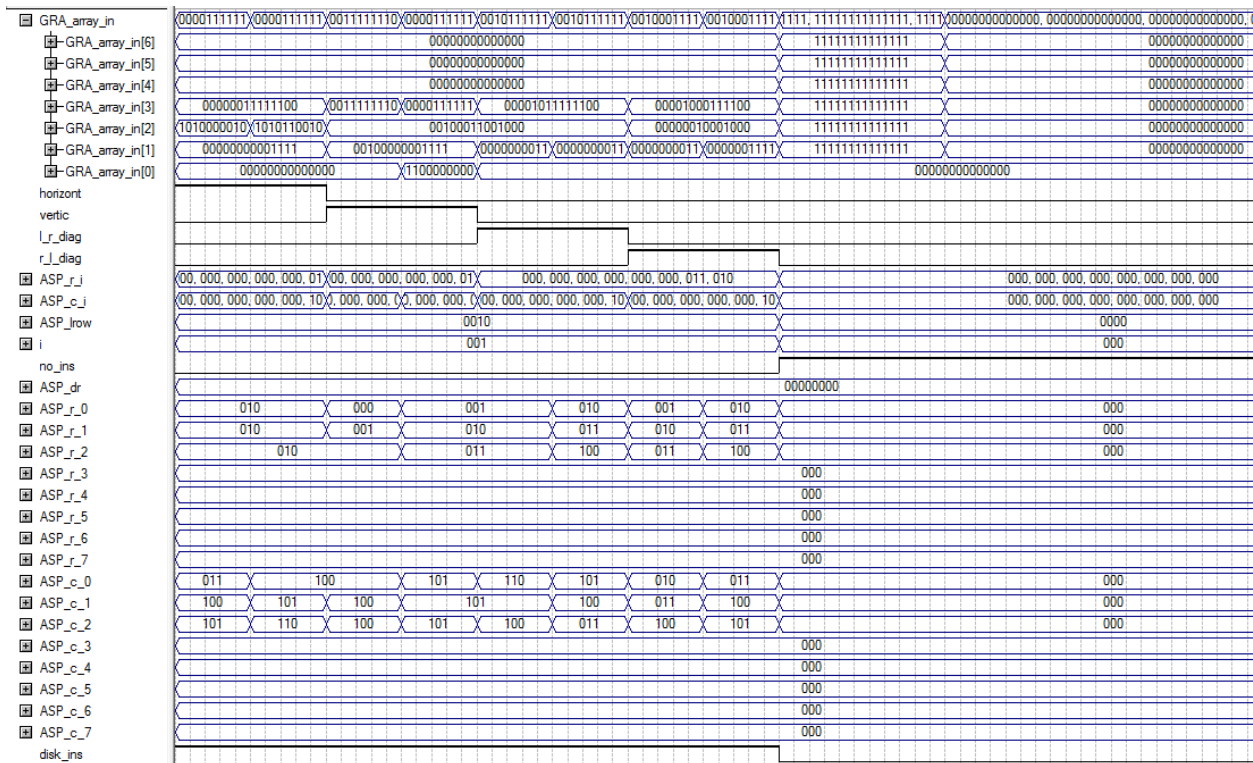 GRA_array_in 0000111111 0000111111 0011111110 0000111111 0010111111 0010111111 0010001111 0010001111 1111, 11111111111111, 1111 00000000000000, 00000000000000, 00000000000000,
GRA_array_in[6] 00000000000000 11111111111111 00000000000000
GRA_array_in[5] 00000000000000 11111111111111 00000000000000
GRA_array_in[4] 00000000000000 11111111111111 00000000000000
GRA_array_in[3] 00000011111100 0011111110 0000111111 00001011111100 00001000111100 11111111111111 00000000000000
GRA_array_in[2] 1010000010 1010110010 00100011001000 00000010001000 11111111111111 00000000000000
GRA_array_in[1] 00000000001111 00100000001111 0000000011 0000000011 0000000011 0000001111 11111111111111 00000000000000
GRA_array_in[0] 00000000000000 1100000000 00000000000000
horizont
vertic
l_r_diag
r_l_diag
ASP_r_i 00, 000, 000, 000, 000, 01 00, 000, 000, 000, 000, 01 000, 000, 000, 000, 000, 000, 011, 010 000, 000, 000, 000, 000, 000, 000, 000
ASP_c_i 00, 000, 000, 000, 000, 10 ), 000, 000, 0 ), 000, 000, 0 00, 000, 000, 000, 000, 10 00, 000, 000, 000, 000, 10 000, 000, 000, 000, 000, 000, 000, 000
ASP_lrow 0010 0000
i 001 000
no_ins
ASP_dr 00000000
ASP_r_0 010 000 001 010 001 010 000
ASP_r_1 010 001 010 011 010 011 000
ASP_r_2 010 011 100 011 100 000
ASP_r_3 000
ASP_r_4 000
ASP_r_5 000
ASP_r_6 000
ASP_r_7 000
ASP_c_0 011 100 101 110 101 010 011 000
ASP_c_1 100 101 100 101 100 011 100 000
ASP_c_2 101 110 100 101 100 011 100 101 000
ASP_c_3 000
ASP_c_4 000
ASP_c_5 000
ASP_c_6 000
ASP_c_7 000
disk_ins